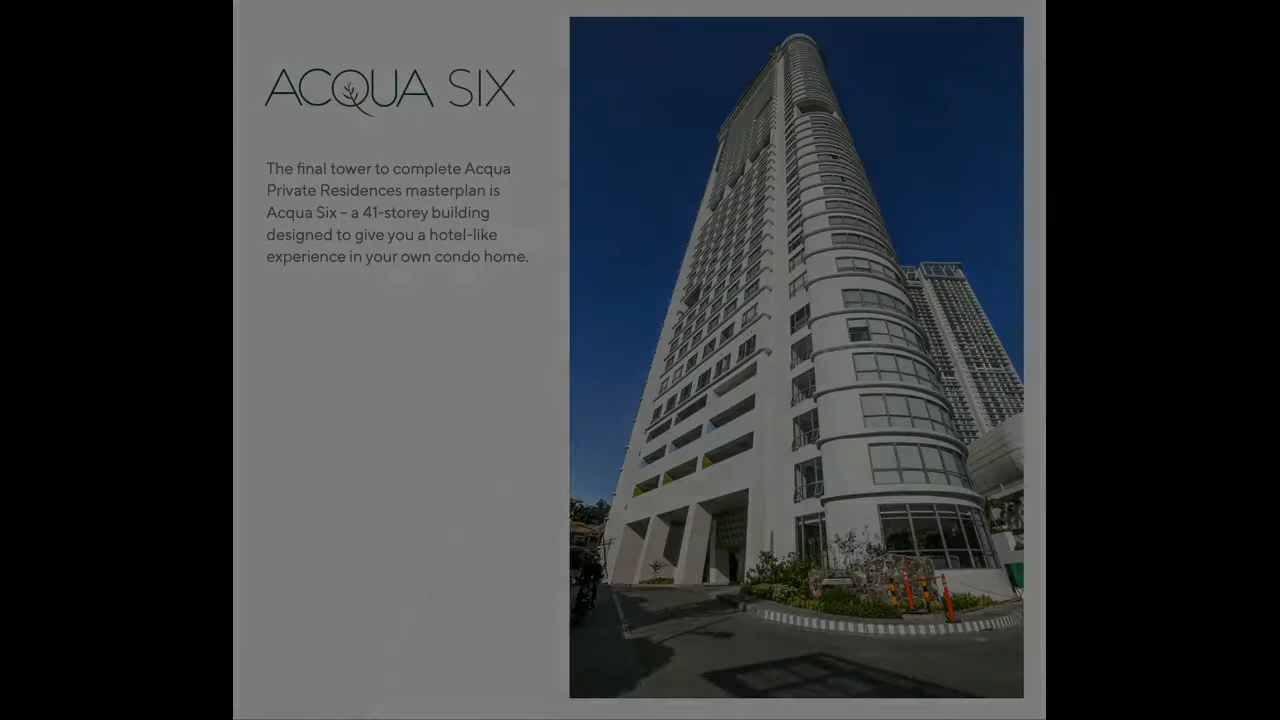 ACQUA SIX
The final tower to complete Acqua
Private Residences masterplan is
Acqua Six – a 41-storey building
designed to give you a hotel-like
experience in your own condo home.